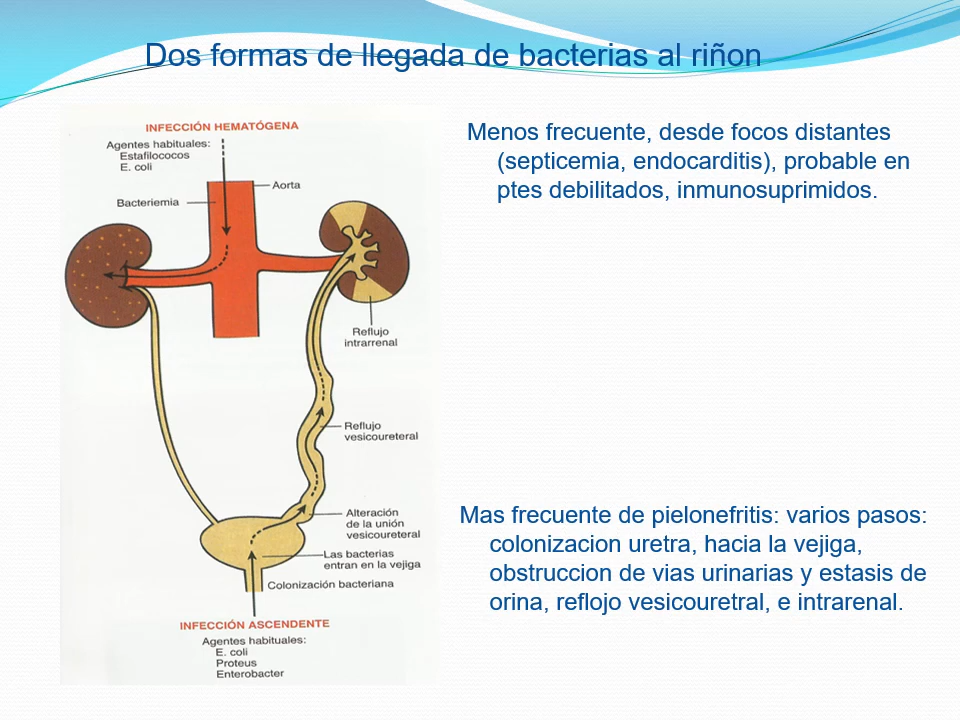 Dos formas de llegada de bacterias al riñon
INFECCIÓN HEMATÓGENA
Agentes habituales:
Estafilococos
E. coli
Aorta
Bacteriemia
Reflujo
intrarrenal
Reflujo
vesicoureteral
Alteración
de la unión
vesicoureteral
Las bacterias
entran en la vejiga
Colonización bacteriana
INFECCIÓN ASCENDENTE
Agentes habituales:
E. coli
Proteus
Enterobacter
Menos frecuente, desde focos distantes
(septicemia, endocarditis), probable en
ptes debilitados, inmunosuprimidos.
Mas frecuente de pielonefritis: varios pasos:
colonizacion uretra, hacia la vejiga,
obstruccion de vias urinarias y estasis de
orina, reflojo vesicouretral, e intrarenal.